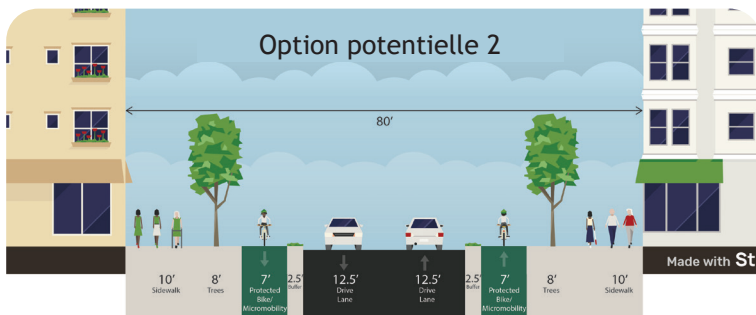 Option potentielle 2
80'
10'
Sidewalk
8'
Trees
7'
Protected
Bike/
Micromobility
2.5'
Buffer
12.5'
Drive
Lane
12.5'
Drive
Lane
2.5'
Buffer
7'
Protected
Bike/
Micromobility
8'
Trees
10'
Sidewalk
Made with St